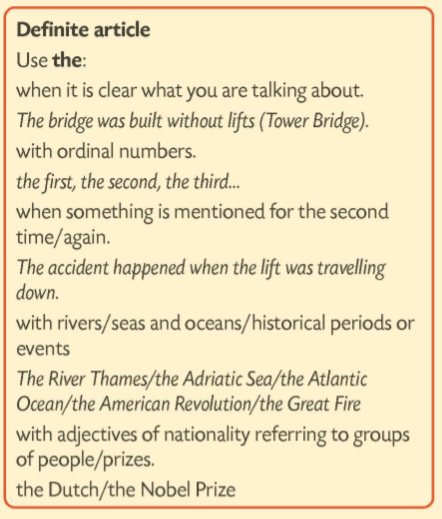 Definite article
Use the:
when it is clear what you are talking about.
The bridge was built without lifts (Tower Bridge).
with ordinal numbers.
the first, the second, the third...
when something is mentioned for the second
time/again.
The accident happened when the lift was travelling
down.
with rivers/seas and oceans/historical periods or
events
The River Thames/the Adriatic Sea/the Atlantic
Ocean/the American Revolution/the Great Fire
with adjectives of nationality referring to groups
of people/prizes.
the Dutch/the Nobel Prize